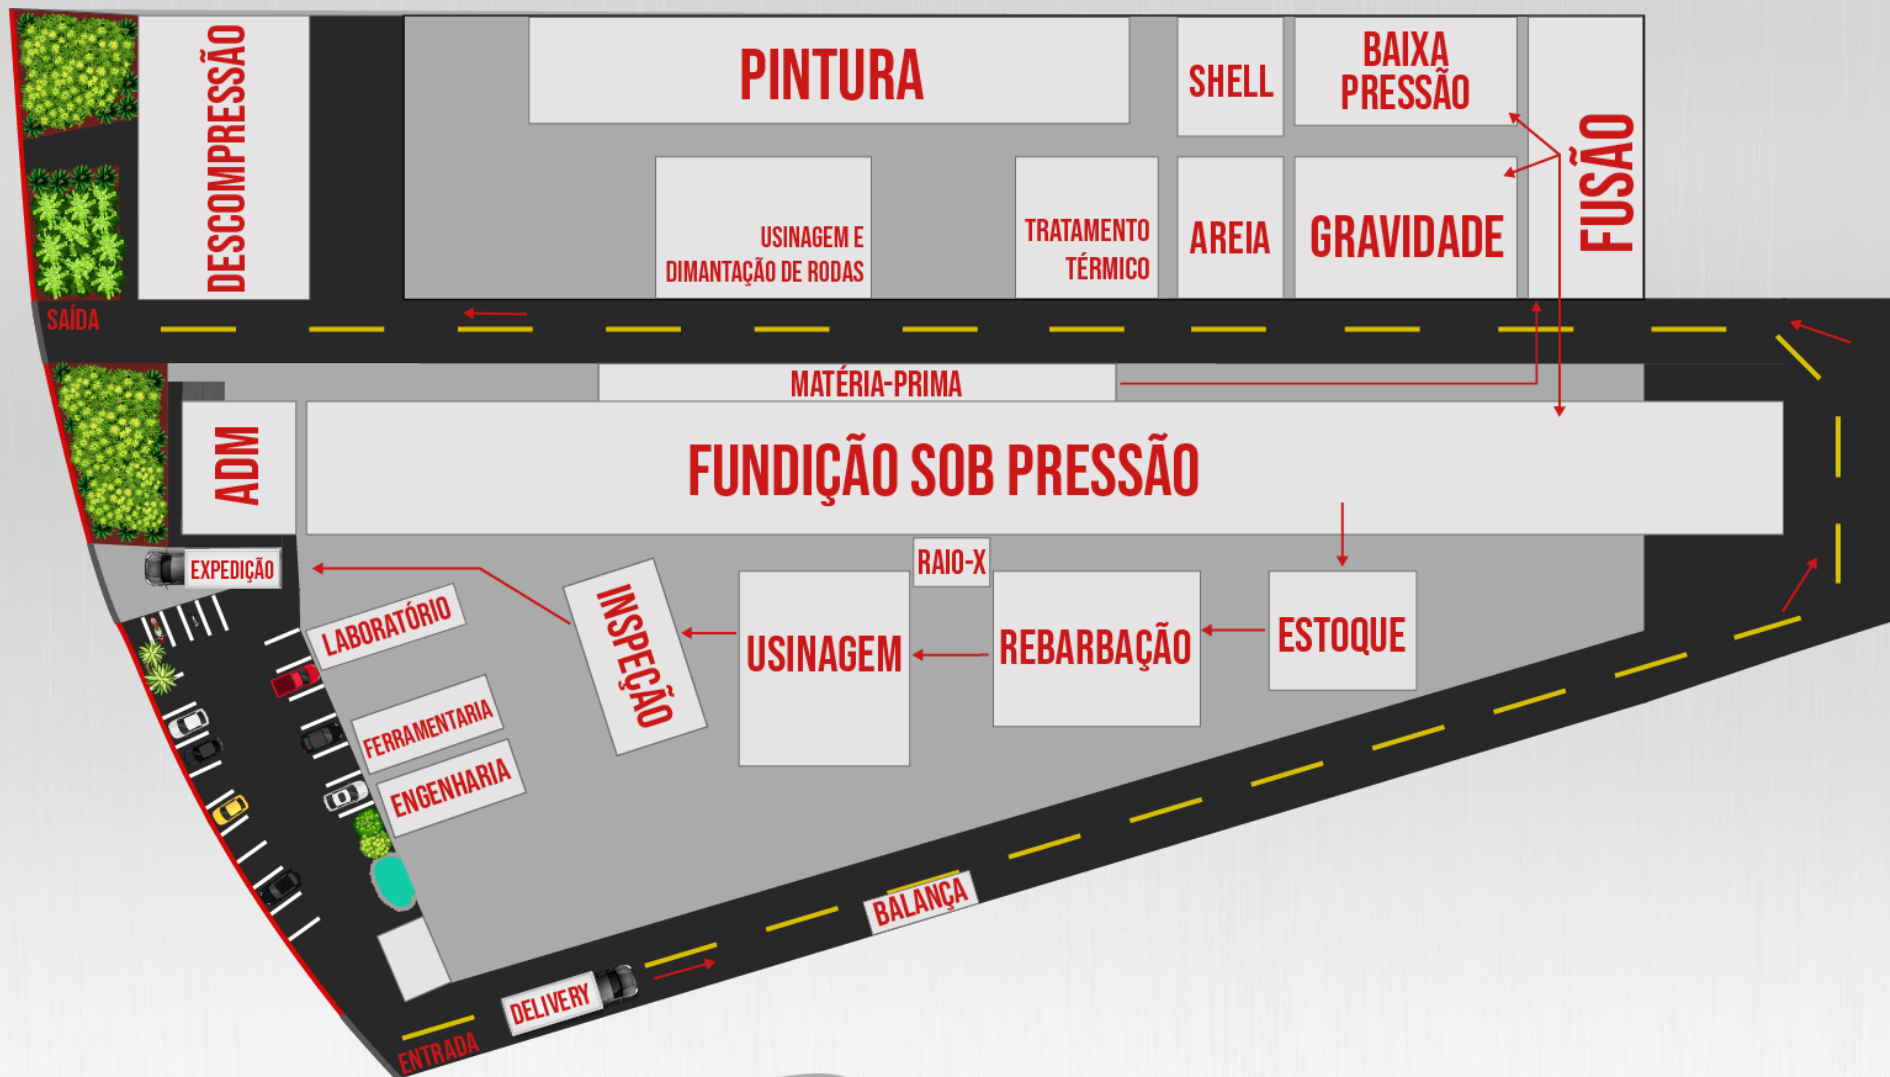 DESCOMPRESSÃO
PINTURA
SHELL
BAIXA
PRESSÃO
FUSÃO
USINAGEM E
DIMANTAÇÃO DE RODAS
TRATAMENTO
TÉRMICO
AREIA
GRAVIDADE
SAÍDA
MATÉRIA-PRIMA
ADM
FUNDIÇÃO SOB PRESSÃO
EXPEDIÇÃO
RAIO-X
LABORATÓRIO
INSPEÇÃO
USINAGEM
REBARBAÇÃO
ESTOQUE
FERRAMENTARIA
ENGENHARIA
BALANÇA
DELIVERY
ENTRADA